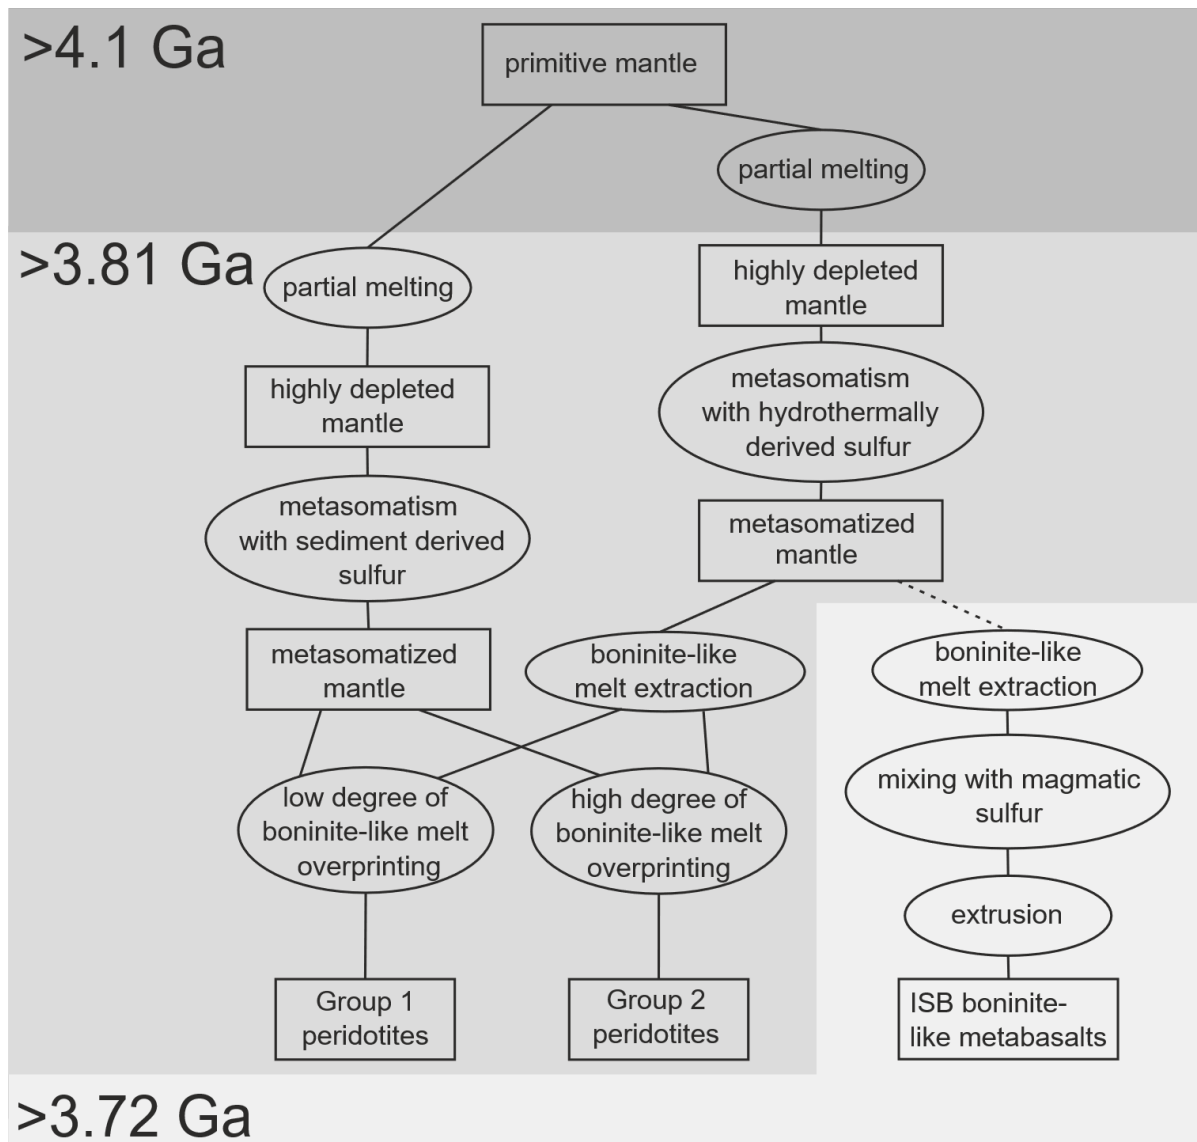 >4.1 Ga
primitive mantle
partial melting
>3.81 Ga
partial melting
highly depleted
mantle
highly depleted
mantle
metasomatism
with hydrothermally
derived sulfur
metasomatism
with sediment derived
sulfur
metasomatized
mantle
metasomatized
mantle
boninite-like
melt extraction
boninite-like
melt extraction
low degree of
boninite-like melt
overprinting
high degree of
boninite-like melt
overprinting
mixing with magmatic
sulfur
extrusion
Group 1
peridotites
Group 2
peridotites
ISB boninite-
like metabasalts
>3.72 Ga